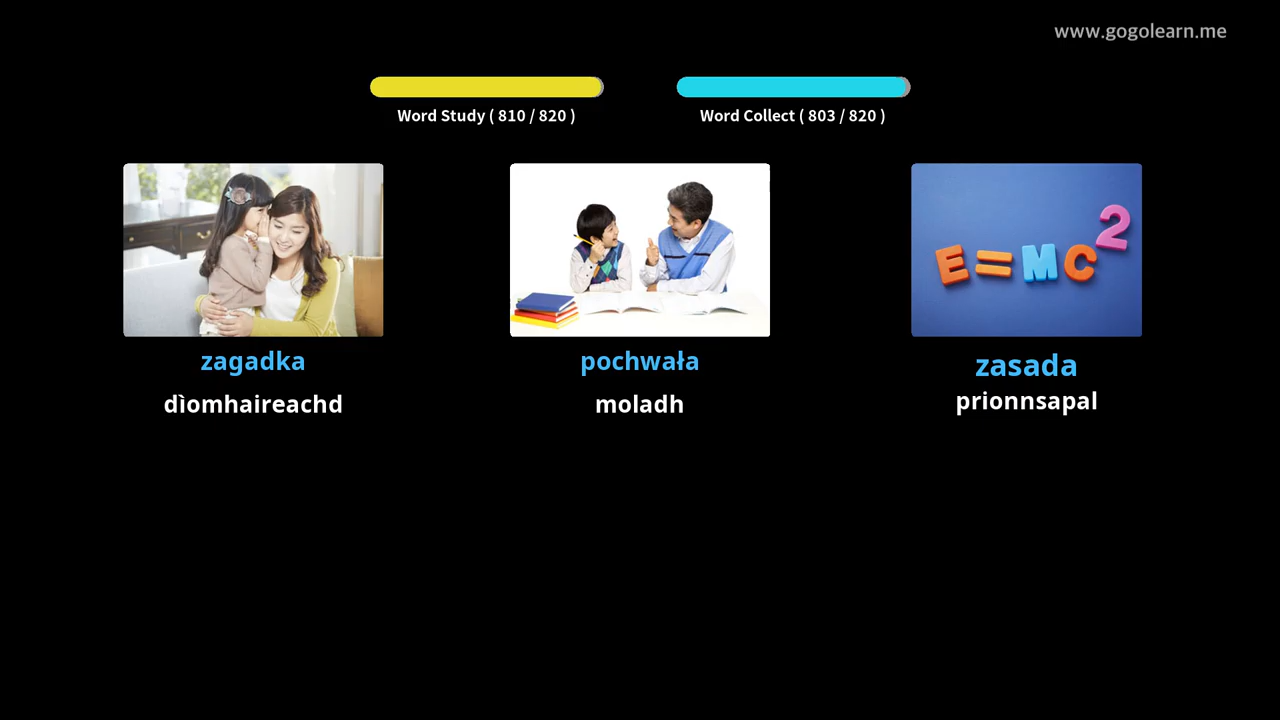 www.gogolearn.me
Word Study ( 810 / 820 )
Word Collect ( 803 / 820 )
E=MC2
zagadka
pochwała
zasada
dìomhaireachd
moladh
prionnsapal